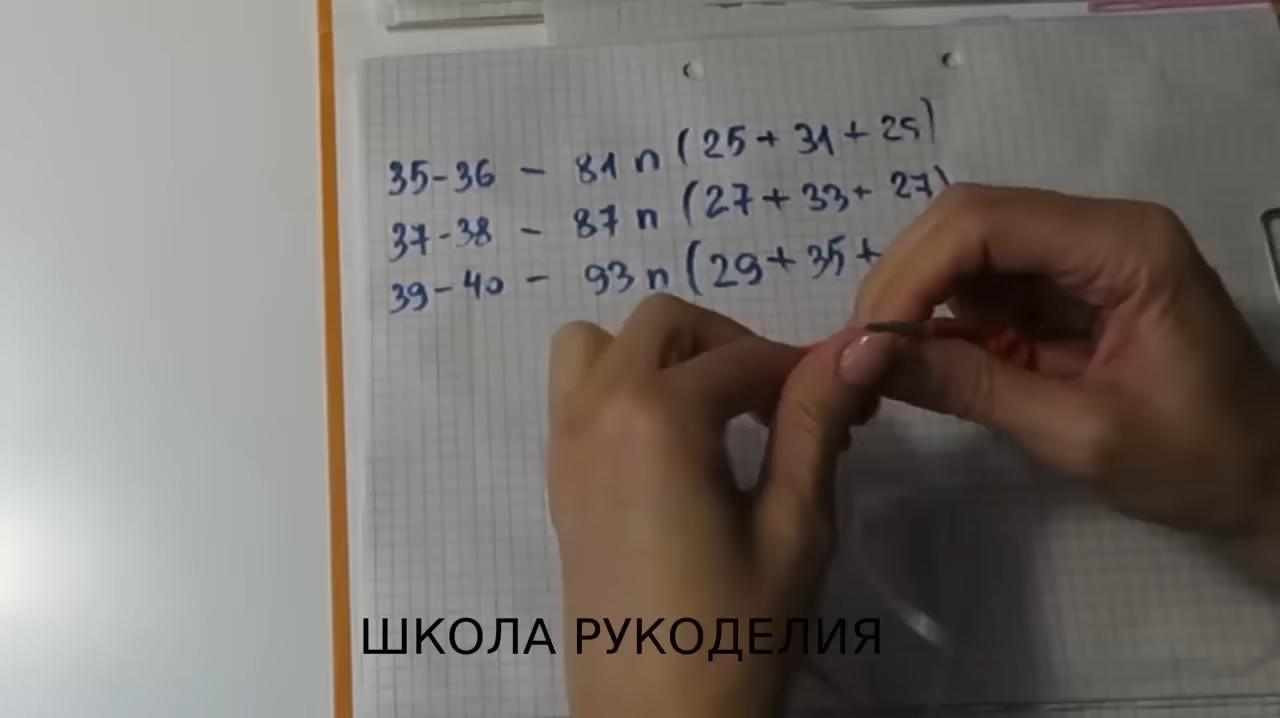 35-36 - 81 п (25 + 31 + 25)
37-38 - 87 п (27 + 33 + 27)
39-40 - 93 п (29 + 35 +
ШКОЛА РУКОДЕЛИЯ